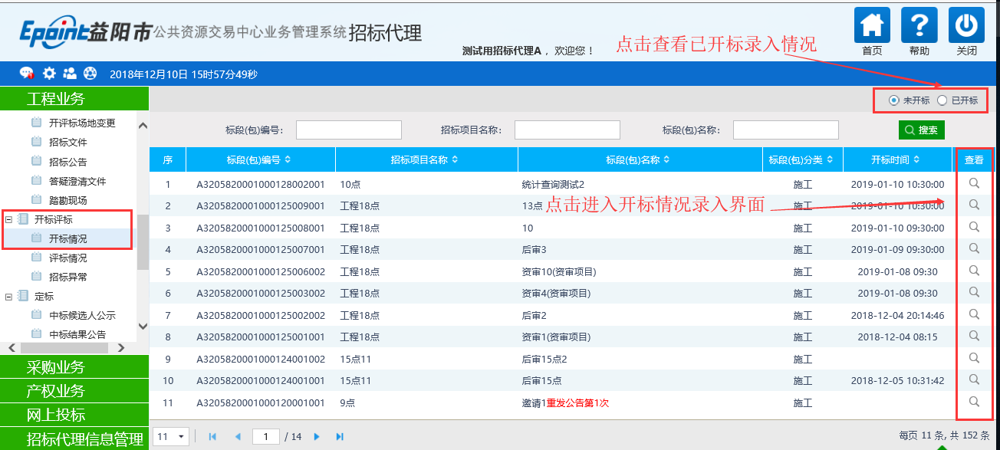 Epoint益阳市公共资源交易中心业务管理系统 招标代理
测试用招标代理A ，欢迎您！
点击查看已开标录入情况
首页 帮助 关闭
2018年12月10日 15时57分49秒
工程业务
未开标 已开标
开评标场地变更
招标文件
招标公告
答疑澄清文件
踏勘现场
开标评标
开标情况
评标情况
招标异常
定标
中标候选人公示
中标结果公告
采购业务
产权业务
网上投标
招标代理信息管理
标段(包)编号： 招标项目名称： 标段(包)名称： 搜索
序 标段(包)编号 招标项目名称 标段(包)名称 标段(包)分类 开标时间 查看
1 A3205820001000128002001 10点 统计查询测试2 施工 2019-01-10 10:30:00
2 A3205820001000125009001 工程18点 13点 施工 2019-01-10 10:30:00
点击进入开标情况录入界面
3 A3205820001000125008001 工程18点 10 施工 2019-01-10 09:30:00
4 A3205820001000125007001 工程18点 后审3 施工 2019-01-09 09:30:00
5 A3205820001000125006002 工程18点 资审10(资审项目) 施工 2019-01-08 09:30
6 A3205820001000125003002 工程18点 资审4(资审项目) 施工 2019-01-08 09:30
7 A3205820001000125002002 工程18点 后审2 施工 2018-12-04 20:14:46
8 A3205820001000125001001 工程18点 资审1(资审项目) 施工 2018-12-04 08:15
9 A3205820001000124001002 15点11 后审15点2 施工
10 A3205820001000124001001 15点11 后审15点 施工 2018-12-05 10:31:42
11 A3205820001000120001001 9点 邀请1重发公告第1次 施工
11 1 / 14 每页 11 条, 共 152 条